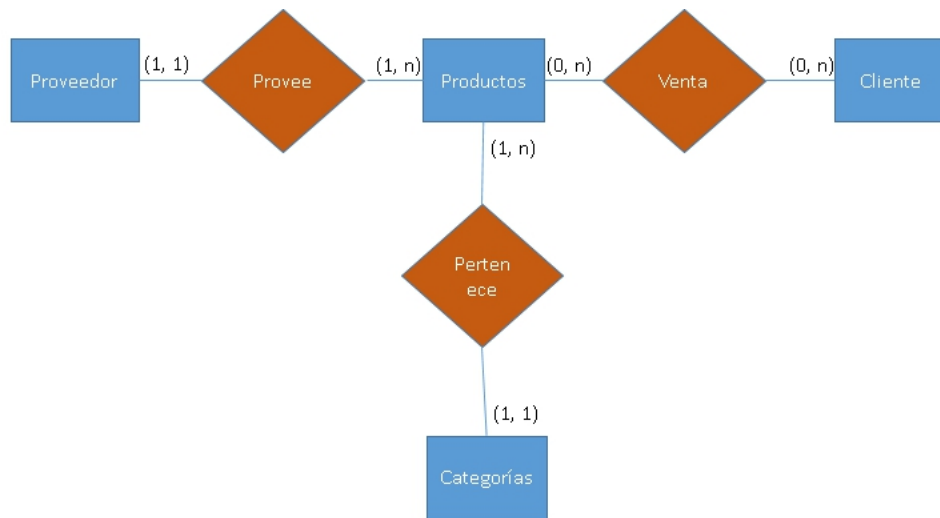 Proveedor
(1, 1)
Provee
(1, n)
Productos
(0, n)
Venta
(0, n)
Cliente
(1, n)
Perten
ece
(1, 1)
Categorías